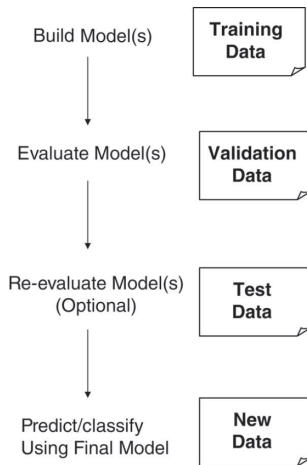 Build Model(s)
Training
Data
Evaluate Model(s)
Validation
Data
Re-evaluate Model(s)
(Optional)
Test
Data
Predict/classify
Using Final Model
New
Data